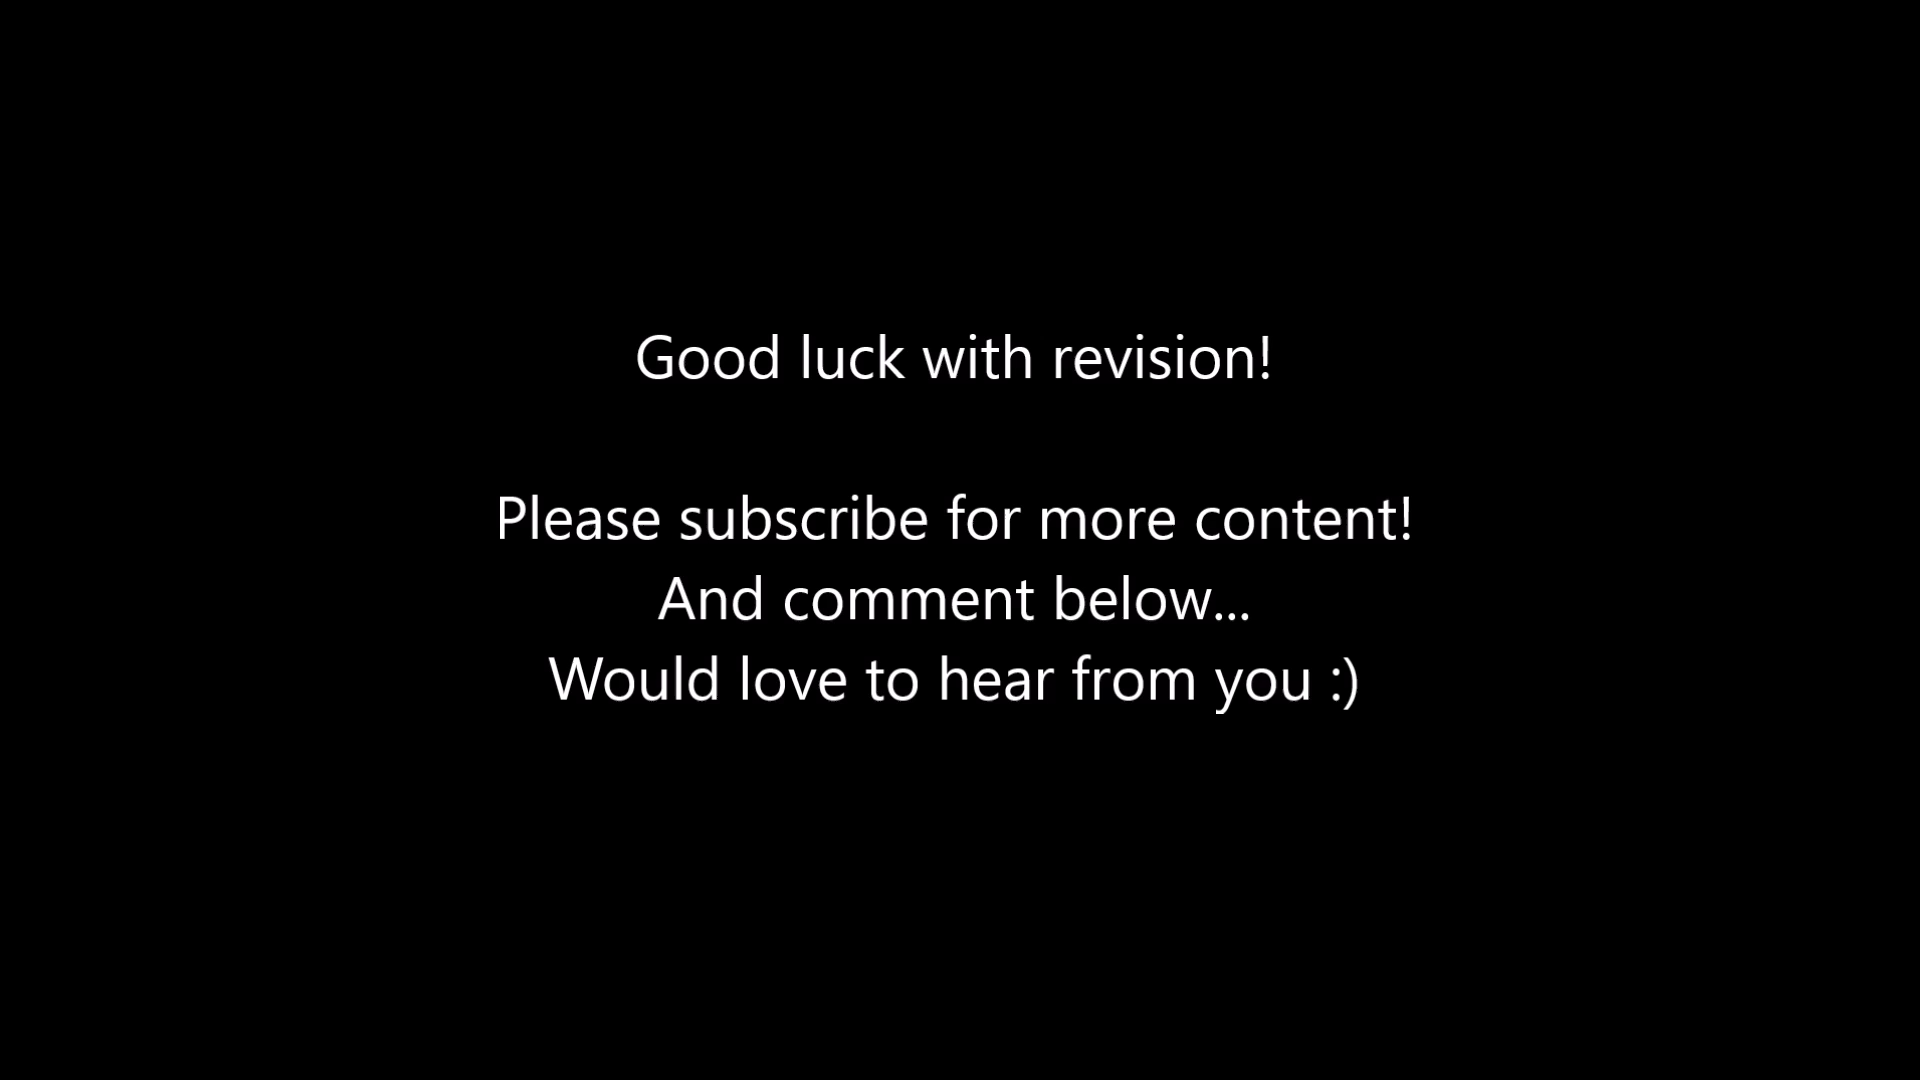 Good luck with revision!
Please subscribe for more content!
And comment below...
Would love to hear from you :)